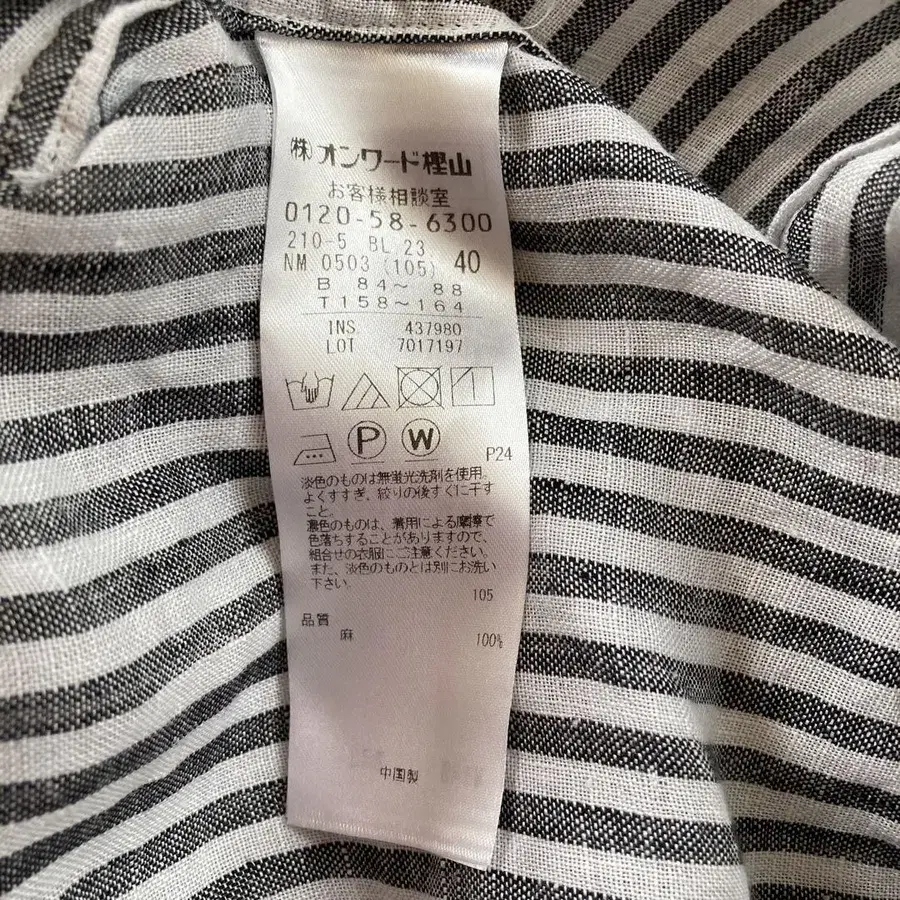 ㈱オンワード樫山
お客様相談室
0120-58-6300
210-5 BL 23
NM 0503 (105) 40
B 84～ 88
T 158～164
INS 437980
LOT 7017197
P W
P24
淡色のものは無蛍光洗剤を使用。
よくすすぎ、絞りの後すぐに干す
こと。
濃色のものは、着用による摩擦で
色落ちすることがありますので、
組合せの衣服にご注意ください。
また、淡色のものとは別にお洗い
下さい。
105
品質
麻 100%
中国製